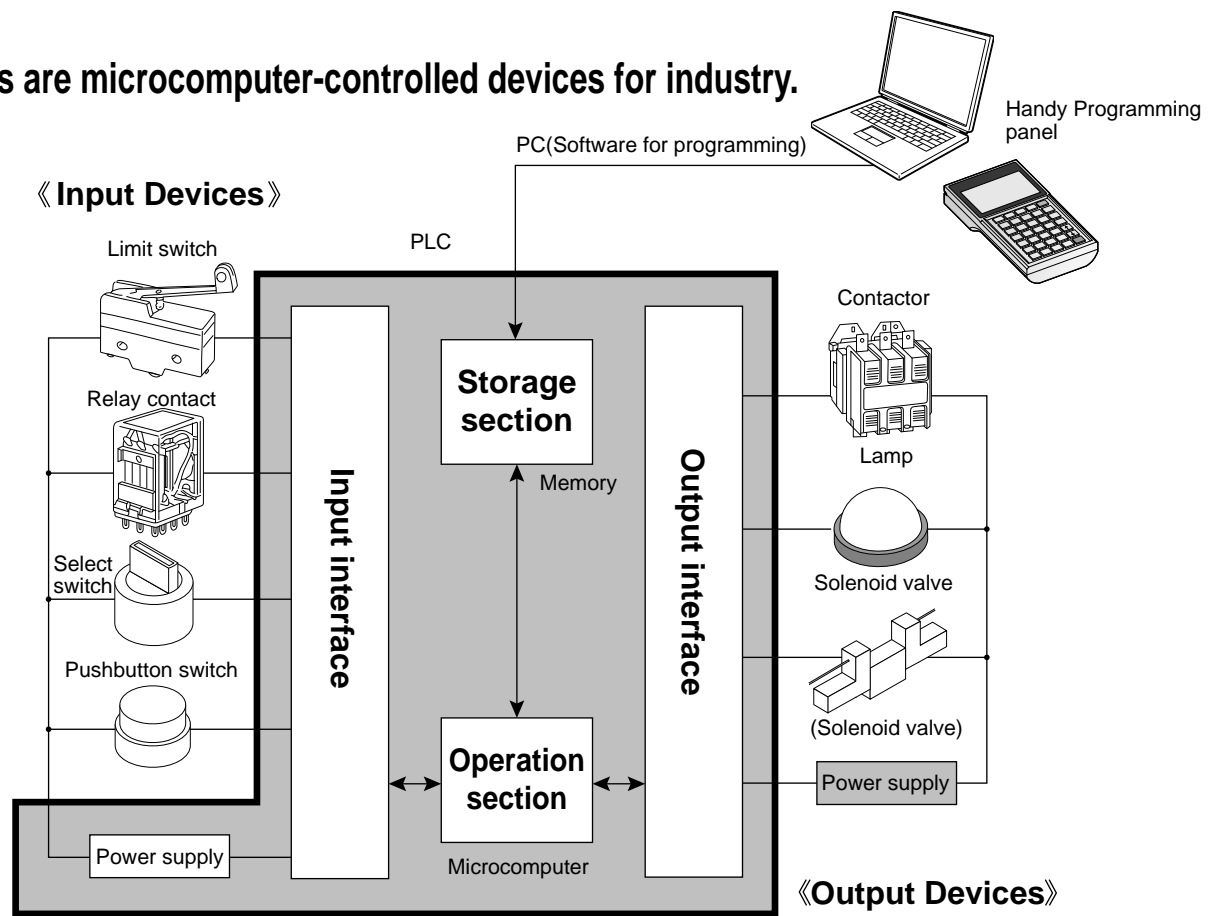 s are microcomputer-controlled devices for industry.
Handy Programming
panel
PC(Software for programming)
《Input Devices》
Limit switch
PLC
Contactor
Relay contact
Storage
section
Memory
Lamp
Input interface
Output interface
Select
switch
Solenoid valve
Pushbutton switch
(Solenoid valve)
Operation
section
Power supply
Power supply
Microcomputer
《Output Devices》